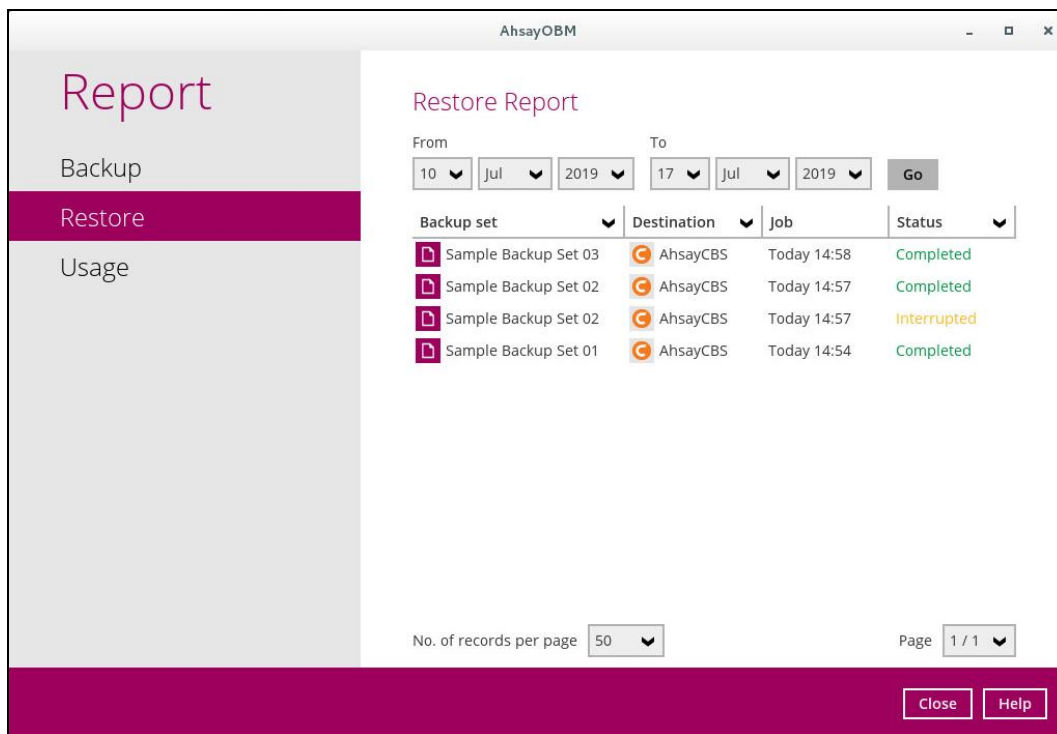 AhsayOBM
Report
Backup
Restore
Usage
Restore Report
From To
10 Jul 2019 17 Jul 2019 Go
Backup set Destination Job Status
Sample Backup Set 03 AhsayCBS Today 14:58 Completed
Sample Backup Set 02 AhsayCBS Today 14:57 Completed
Sample Backup Set 02 AhsayCBS Today 14:57 Interrupted
Sample Backup Set 01 AhsayCBS Today 14:54 Completed
No. of records per page 50 Page 1 / 1
Close Help